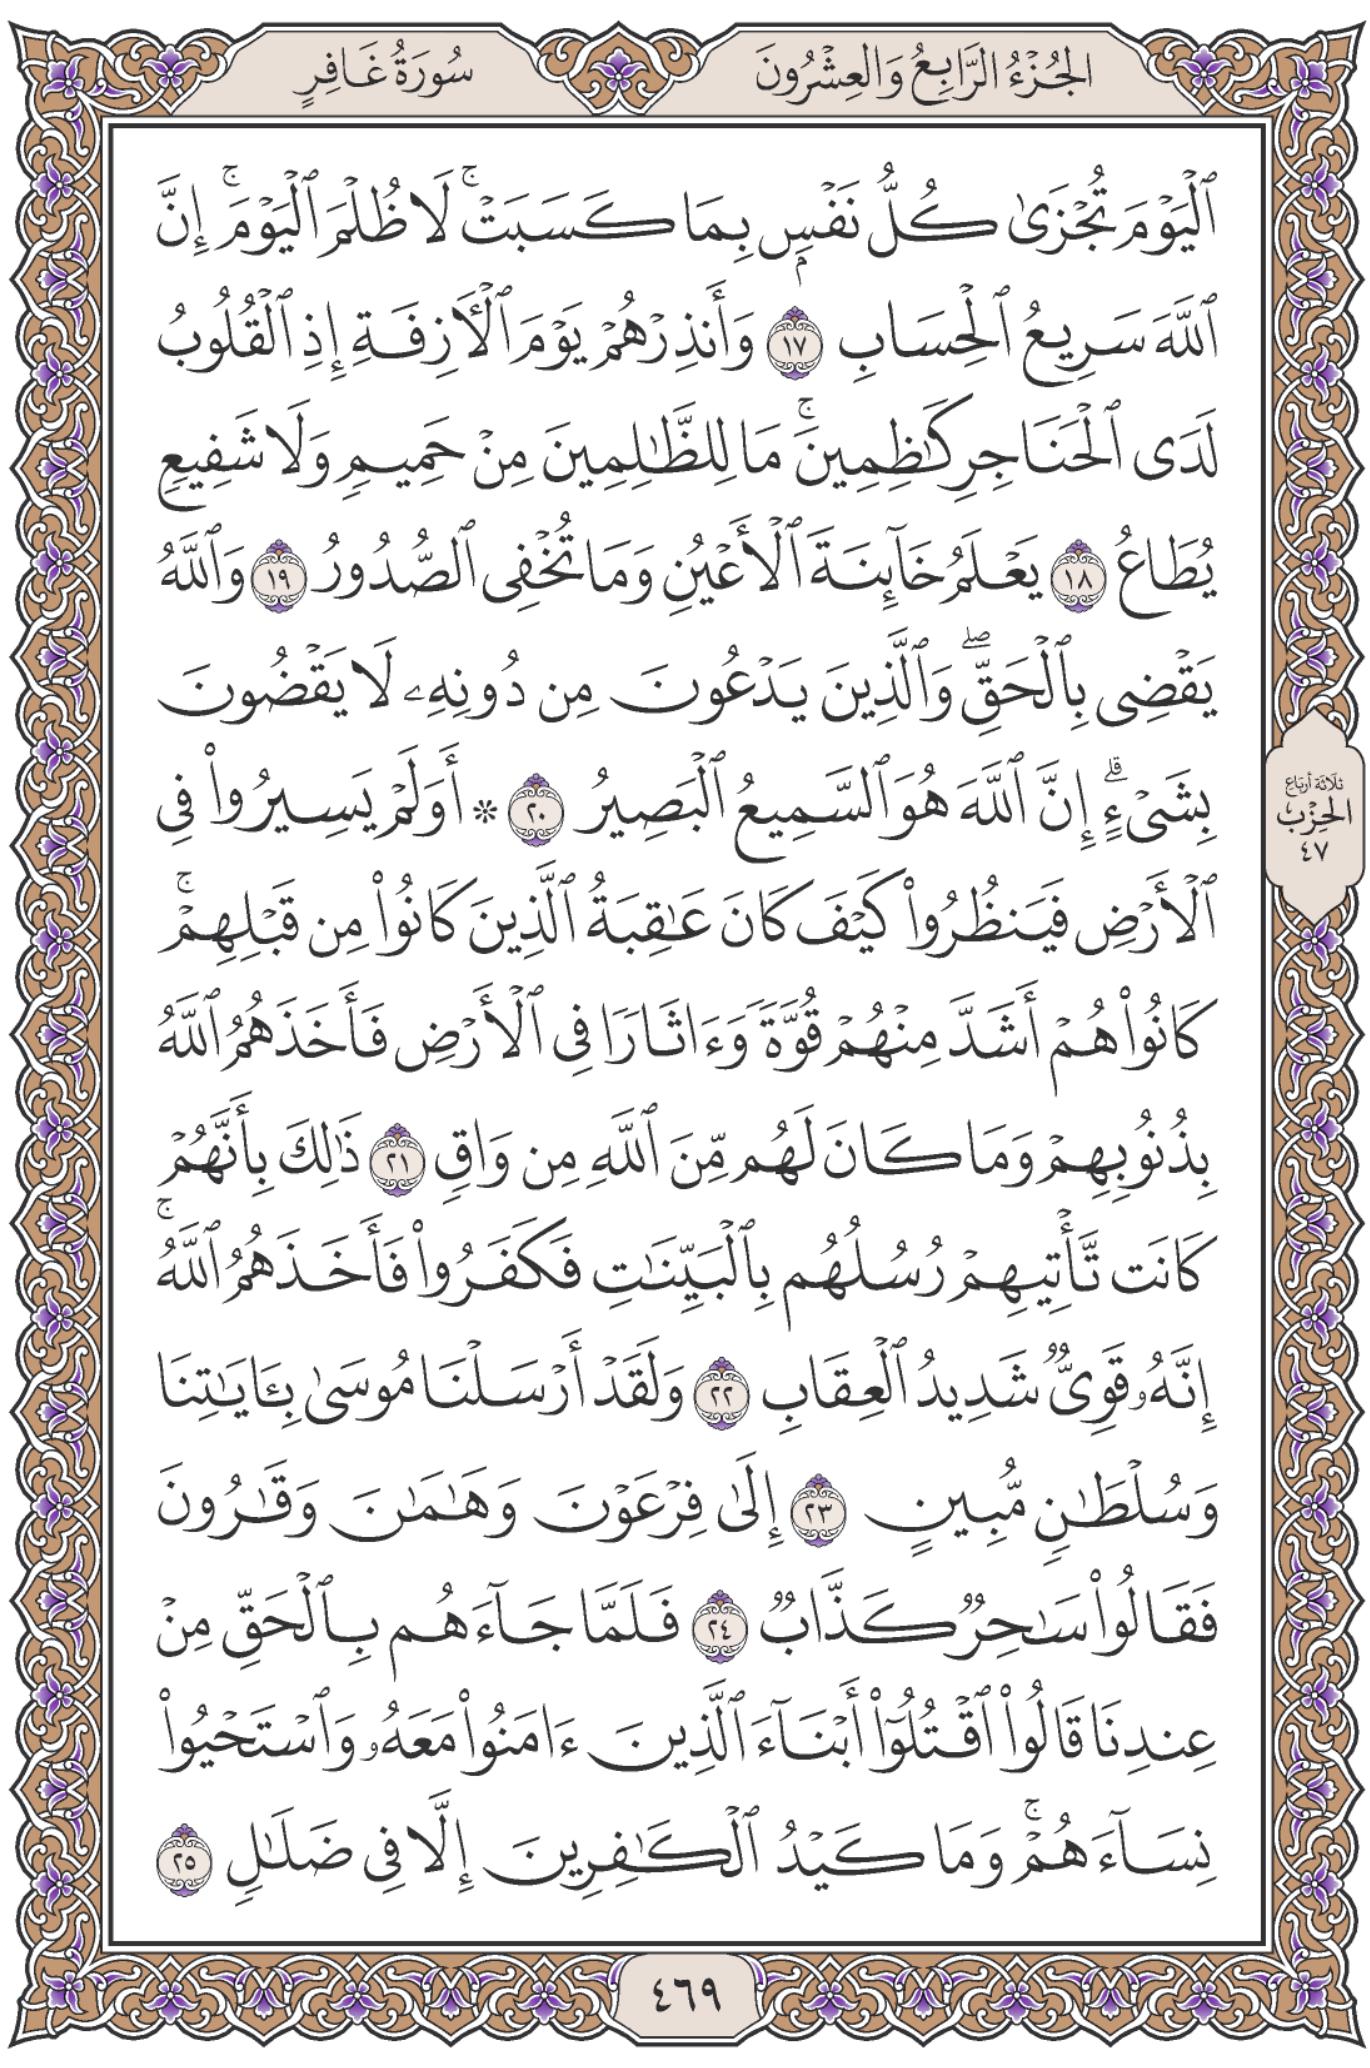 الجُزْءُ الرَّابِعُ وَالعِشْرُونَ
سُورَةُ غَافِرٍ
ٱلْيَوْمَ تُجْزَىٰ كُلُّ نَفْسٍۭ بِمَا كَسَبَتْۚ لَا ظُلْمَ ٱلْيَوْمَۚ إِنَّ
ٱللَّهَ سَرِيعُ ٱلْحِسَابِ ١٧ وَأَنذِرْهُمْ يَوْمَ ٱلْأَزِفَةِ إِذِ ٱلْقُلُوبُ
لَدَى ٱلْحَنَاجِرِ كَٰظِمِينَۚ مَا لِلظَّٰلِمِينَ مِنْ حَمِيمٍ وَلَا شَفِيعٍ
يُطَاعُ ١٨ يَعْلَمُ خَآئِنَةَ ٱلْأَعْيُنِ وَمَا تُخْفِى ٱلصُّدُورُ ١٩ وَٱللَّهُ
يَقْضِى بِٱلْحَقِّۖ وَٱلَّذِينَ يَدْعُونَ مِن دُونِهِۦ لَا يَقْضُونَ
بِشَىْءٍۗ إِنَّ ٱللَّهَ هُوَ ٱلسَّمِيعُ ٱلْبَصِيرُ ٢٠ ۞ أَوَلَمْ يَسِيرُوا۟ فِى
ثلاثة أرباع
الحِزْب
٤٧
ٱلْأَرْضِ فَيَنظُرُوا۟ كَيْفَ كَانَ عَٰقِبَةُ ٱلَّذِينَ كَانُوا۟ مِن قَبْلِهِمْۚ
كَانُوا۟ هُمْ أَشَدَّ مِنْهُمْ قُوَّةً وَءَاثَارًا فِى ٱلْأَرْضِ فَأَخَذَهُمُ ٱللَّهُ
بِذُنُوبِهِمْ وَمَا كَانَ لَهُم مِّنَ ٱللَّهِ مِن وَاقٍ ٢١ ذَٰلِكَ بِأَنَّهُمْ
كَانَت تَّأْتِيهِمْ رُسُلُهُم بِٱلْبَيِّنَٰتِ فَكَفَرُوا۟ فَأَخَذَهُمُ ٱللَّهُۚ
إِنَّهُۥ قَوِىٌّ شَدِيدُ ٱلْعِقَابِ ٢٢ وَلَقَدْ أَرْسَلْنَا مُوسَىٰ بِـَٔايَٰتِنَا
وَسُلْطَٰنٍ مُّبِينٍ ٢٣ إِلَىٰ فِرْعَوْنَ وَهَٰمَٰنَ وَقَٰرُونَ
فَقَالُوا۟ سَٰحِرٌ كَذَّابٌ ٢٤ فَلَمَّا جَآءَهُم بِٱلْحَقِّ مِنْ
عِندِنَا قَالُوا۟ ٱقْتُلُوٓا۟ أَبْنَآءَ ٱلَّذِينَ ءَامَنُوا۟ مَعَهُۥ وَٱسْتَحْيُوا۟
نِسَآءَهُمْۚ وَمَا كَيْدُ ٱلْكَٰفِرِينَ إِلَّا فِى ضَلَٰلٍ ٢٥
٤٦٩